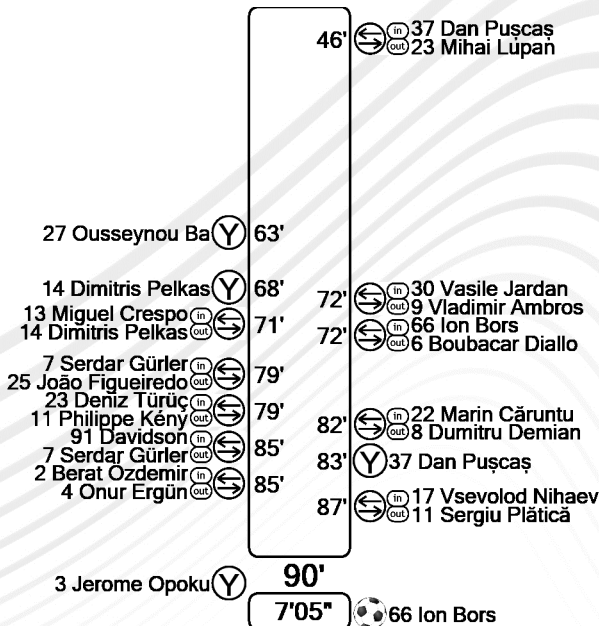 46' in 37 Dan Pușcaș
out 23 Mihai Lupan
27 Ousseynou Ba Y 63'
14 Dimitris Pelkas Y 68'
72' in 30 Vasile Jardan
out 9 Vladimir Ambros
13 Miguel Crespo in 71'
14 Dimitris Pelkas out
72' in 66 Ion Bors
out 6 Boubacar Diallo
7 Serdar Gürler in 79'
25 João Figueiredo out
23 Deniz Türüç in 79'
11 Philippe Kény out
82' in 22 Marin Căruntu
out 8 Dumitru Demian
91 Davidson in 85'
7 Serdar Gürler out
83' Y 37 Dan Pușcaș
2 Berat Özdemir in 85'
4 Onur Ergün out
87' in 17 Vsevolod Nihaev
out 11 Sergiu Plătică
90'
3 Jerome Opoku Y
7'05" 66 Ion Bors